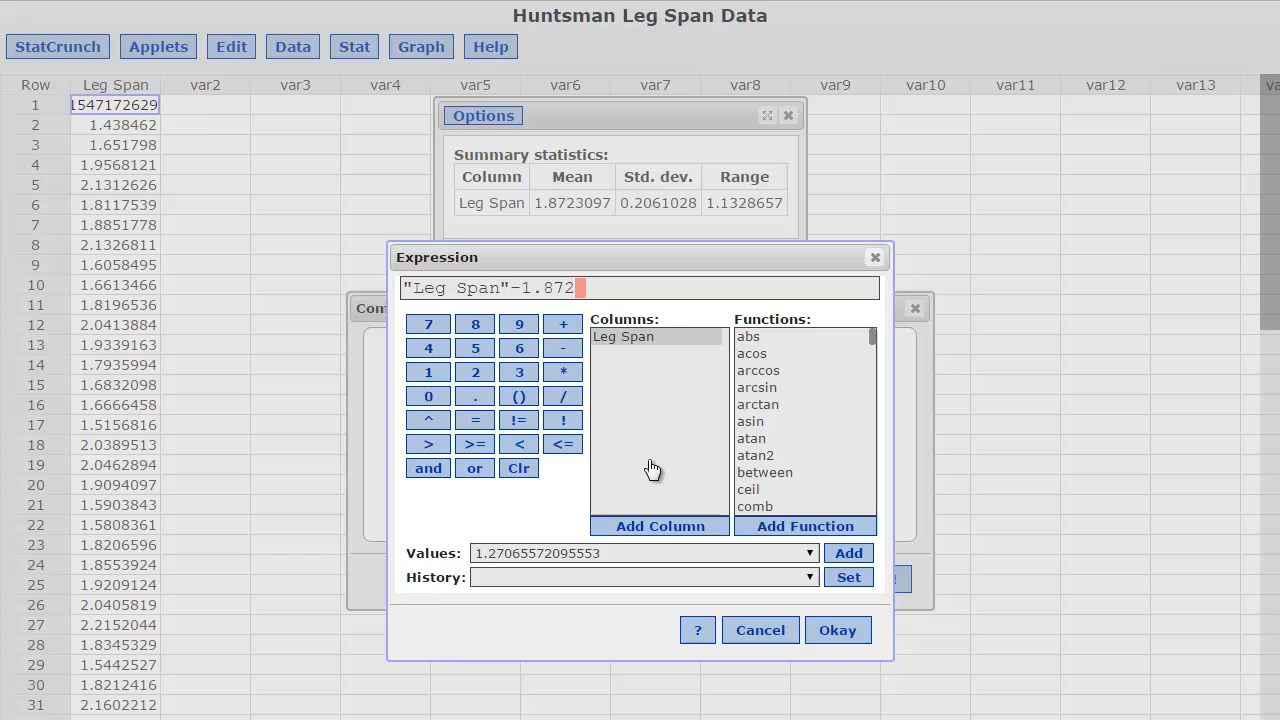 Huntsman Leg Span Data
StatCrunch Applets Edit Data Stat Graph Help
Row Leg Span var2 var3 var4 var5 var6 var7 var8 var9 var10 var11 var12 var13
1 1547172629
2 1.438462
3 1.651798
4 1.9568121
5 2.1312626
6 1.8117539
7 1.8851778
8 2.1326811
9 1.6058495
10 1.6613466
11 1.8196536
12 2.0413884
13 1.9339163
14 1.7935994
15 1.6832098
16 1.6666458
17 1.5156816
18 2.0389513
19 2.0462894
20 1.9094097
21 1.5903843
22 1.5808361
23 1.8206596
24 1.8553924
25 1.9209124
26 2.0405819
27 2.2152044
28 1.8345329
29 1.5442527
30 1.8212416
31 2.1602212
Options
Summary statistics:
Column Mean Std. dev. Range
Leg Span 1.8723097 0.2061028 1.1328657
Expression
"Leg Span"-1.872
7 8 9 +
4 5 6 -
1 2 3 *
0 . () /
^ = != !
> >= < <=
and or Clr
Columns:
Leg Span
Add Column
Functions:
abs
acos
arccos
arcsin
arctan
asin
atan
atan2
between
ceil
comb
Add Function
Values: 1.27065572095553 Add
History: Set
? Cancel Okay